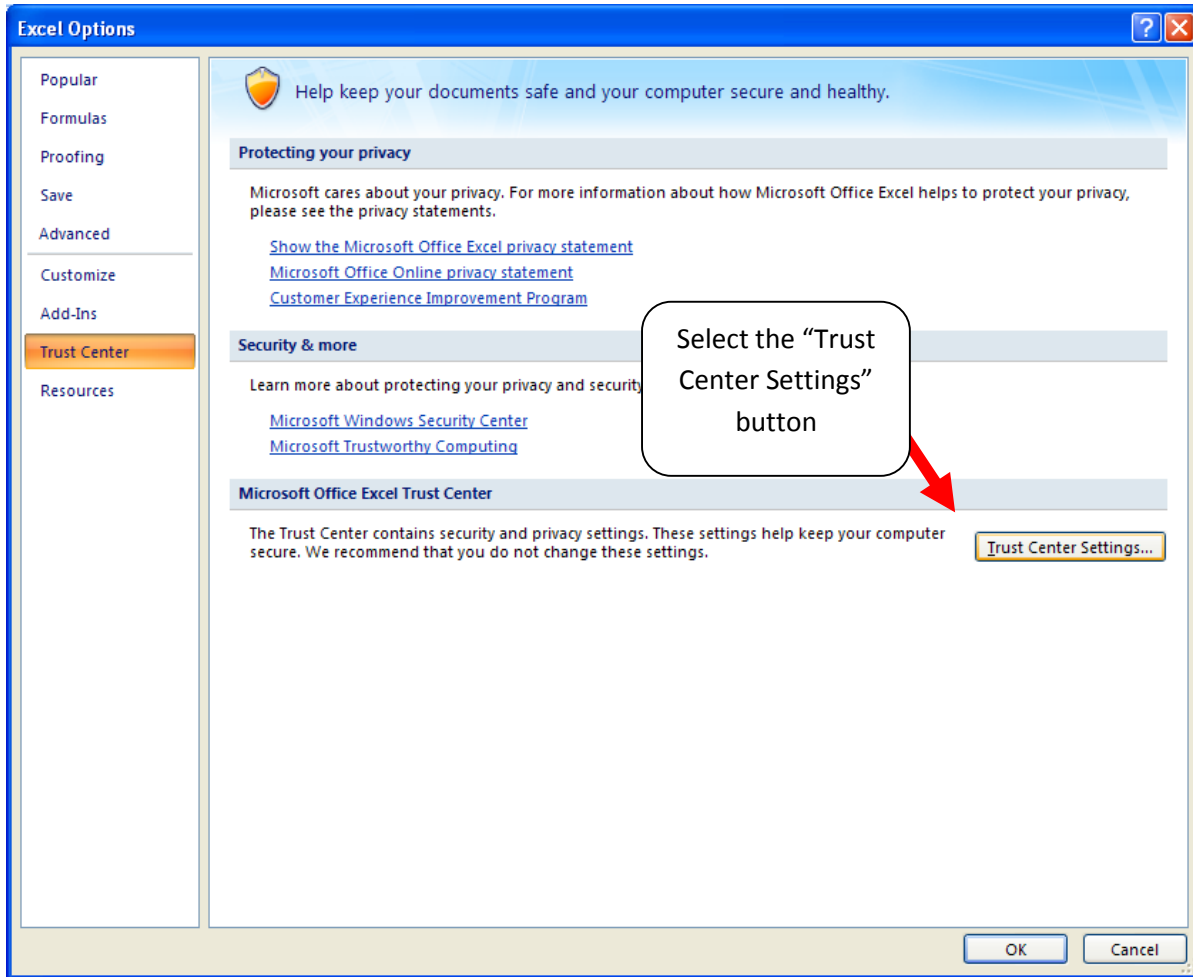 Excel Options
?
Popular
Formulas
Proofing
Save
Advanced
Customize
Add-Ins
Trust Center
Resources
Help keep your documents safe and your computer secure and healthy.
Protecting your privacy
Microsoft cares about your privacy. For more information about how Microsoft Office Excel helps to protect your privacy,
please see the privacy statements.
Show the Microsoft Office Excel privacy statement
Microsoft Office Online privacy statement
Customer Experience Improvement Program
Security & more
Learn more about protecting your privacy and security
Microsoft Windows Security Center
Microsoft Trustworthy Computing
Select the “Trust
Center Settings”
button
Microsoft Office Excel Trust Center
The Trust Center contains security and privacy settings. These settings help keep your computer
secure. We recommend that you do not change these settings.
Trust Center Settings...
OK
Cancel